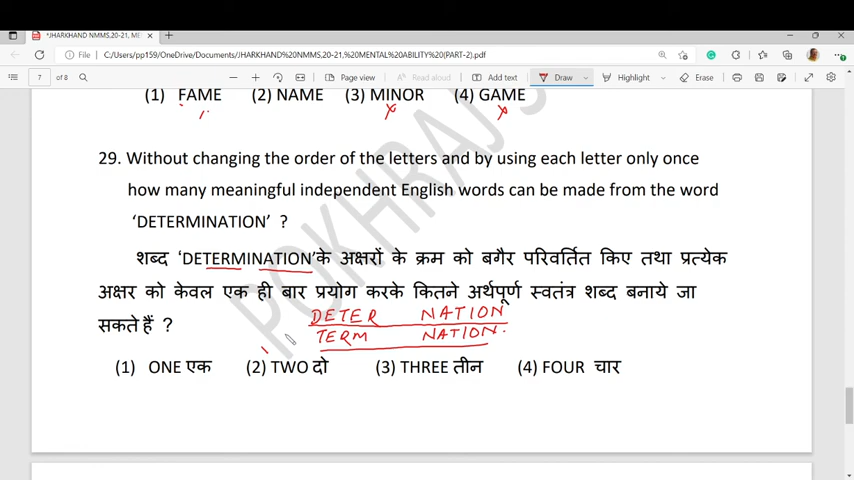 *JHARKHAND NMMS,20-21_MENTAL
File
C:/Users/pp159/OneDrive/Documents/JHARKHAND%20NMMS,20-21_MENTAL%20ABILITY%20(PART-2).pdf
7 of 8
Page view
Read aloud
Add text
Draw
Highlight
Erase
(1) FAME (2) NAME (3) MINOR (4) GAME
29. Without changing the order of the letters and by using each letter only once
how many meaningful independent English words can be made from the word
‘DETERMINATION’ ?
शब्द ‘DETERMINATION’के अक्षरों के क्रम को बगैर परिवर्तित किए तथा प्रत्येक
अक्षर को केवल एक ही बार प्रयोग करके कितने अर्थपूर्ण स्वतंत्र शब्द बनाये जा
सकते हैं ?
DETER NATION
TERM NATION.
(1) ONE एक (2) TWO दो (3) THREE तीन (4) FOUR चार
POKHRAJ